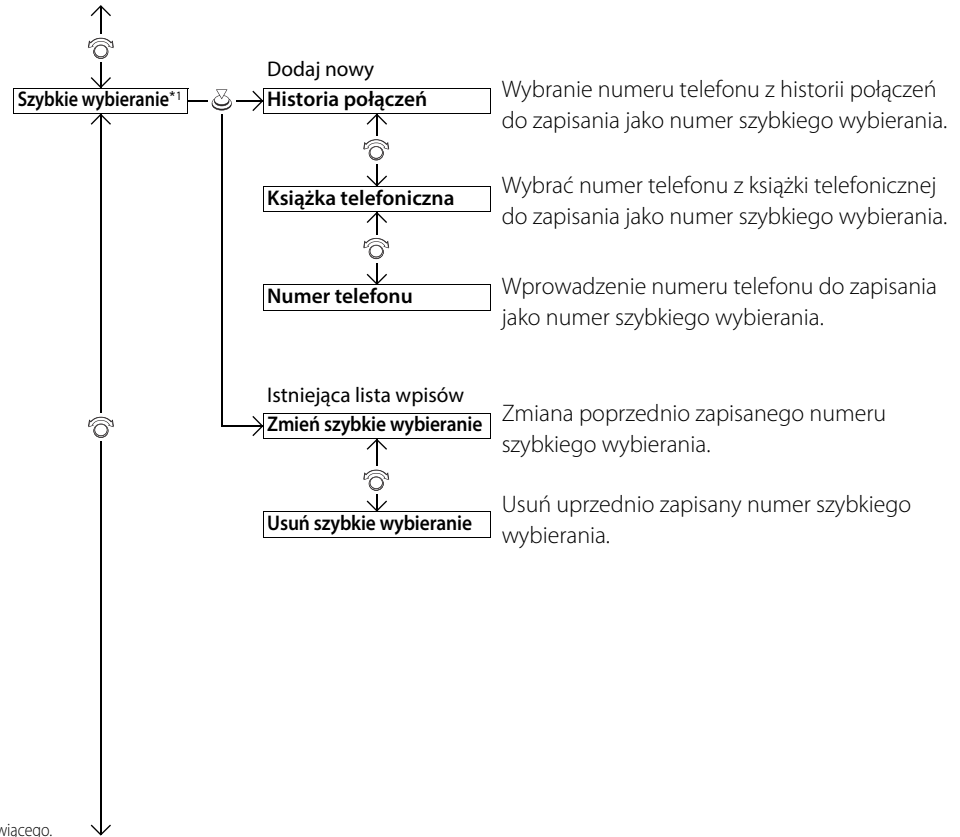 Szybkie wybieranie*1
Dodaj nowy
Historia połączeń
Wybranie numeru telefonu z historii połączeń
do zapisania jako numer szybkiego wybierania.
Książka telefoniczna
Wybrać numer telefonu z książki telefonicznej
do zapisania jako numer szybkiego wybierania.
Numer telefonu
Wprowadzenie numeru telefonu do zapisania
jako numer szybkiego wybierania.
Istniejąca lista wpisów
Zmień szybkie wybieranie
Zmiana poprzednio zapisanego numeru
szybkiego wybierania.
Usuń szybkie wybieranie
Usuń uprzednio zapisany numer szybkiego
wybierania.